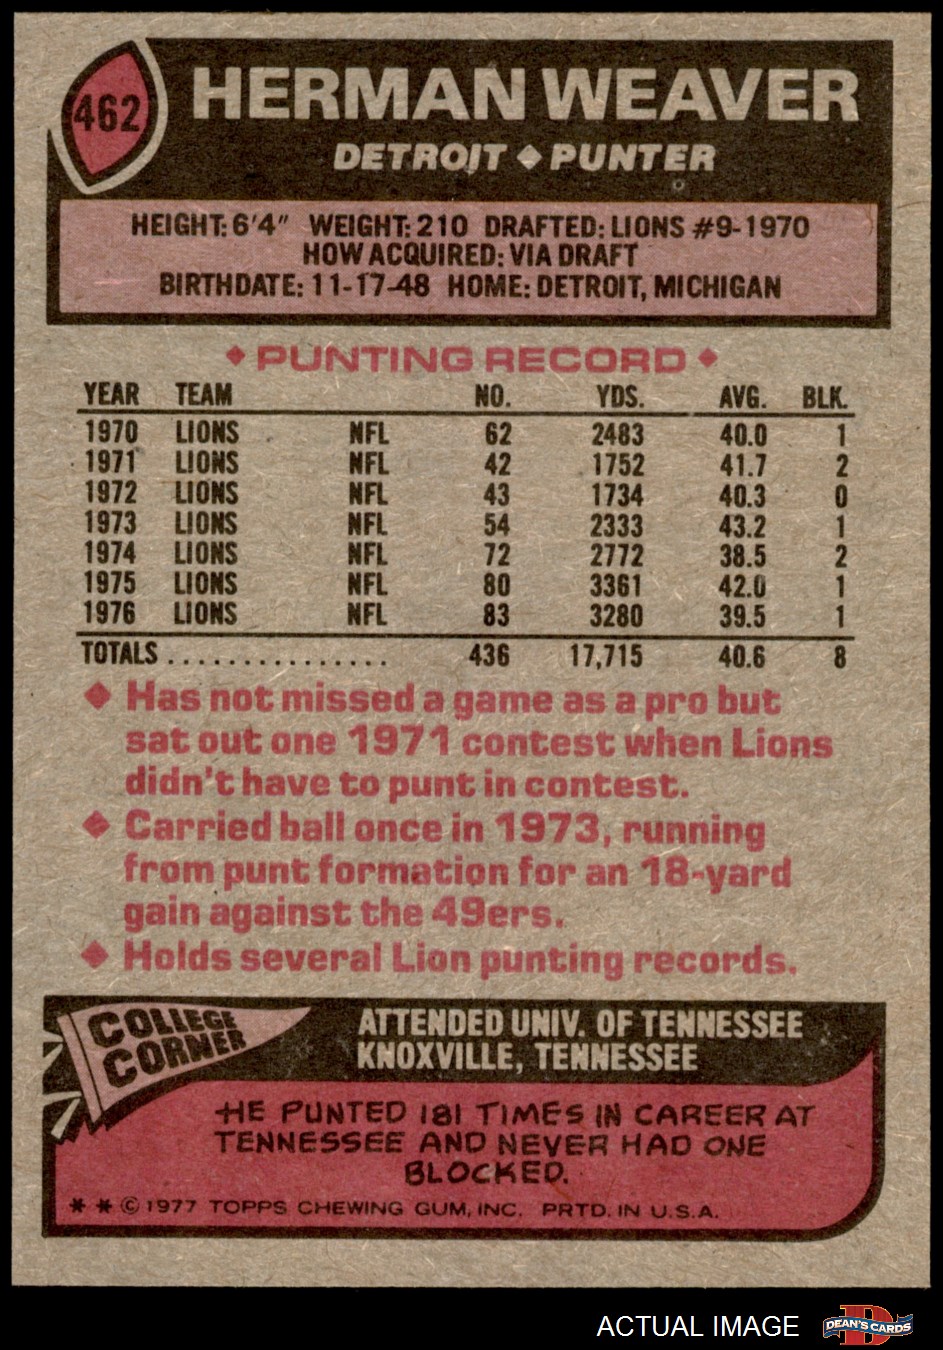 462
HERMAN WEAVER
DETROIT ◆ PUNTER
HEIGHT: 6'4" WEIGHT: 210 DRAFTED: LIONS #9-1970
HOW ACQUIRED: VIA DRAFT
BIRTHDATE: 11-17-48 HOME: DETROIT, MICHIGAN
◆ PUNTING RECORD ◆
YEAR TEAM NO. YDS. AVG. BLK.
1970 LIONS NFL 62 2483 40.0 1
1971 LIONS NFL 42 1752 41.7 2
1972 LIONS NFL 43 1734 40.3 0
1973 LIONS NFL 54 2333 43.2 1
1974 LIONS NFL 72 2772 38.5 2
1975 LIONS NFL 80 3361 42.0 1
1976 LIONS NFL 83 3280 39.5 1
TOTALS ................ 436 17,715 40.6 8
◆ Has not missed a game as a pro but
sat out one 1971 contest when Lions
didn't have to punt in contest.
◆ Carried ball once in 1973, running
from punt formation for an 18-yard
gain against the 49ers.
◆ Holds several Lion punting records.
COLLEGE
CORNER
ATTENDED UNIV. OF TENNESSEE
KNOXVILLE, TENNESSEE
HE PUNTED 181 TIMES IN CAREER AT
TENNESSEE AND NEVER HAD ONE
BLOCKED.
* * © 1977 TOPPS CHEWING GUM, INC. PRTD. IN U.S.A.
ACTUAL IMAGE
D
DEAN'S CARDS